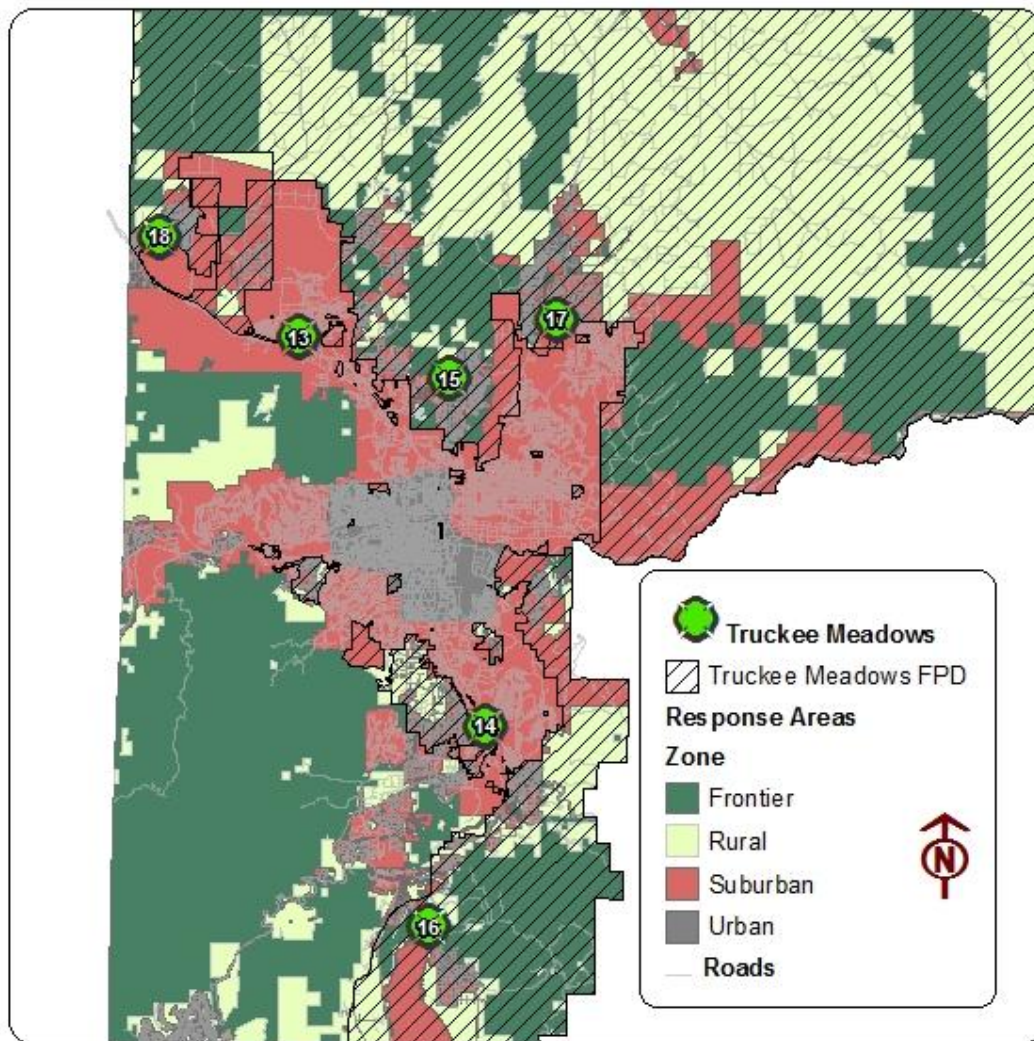 18
13
17
15
1
14
16
Truckee Meadows
Truckee Meadows FPD
Response Areas
Zone
Frontier
Rural
Suburban
Urban
Roads
N